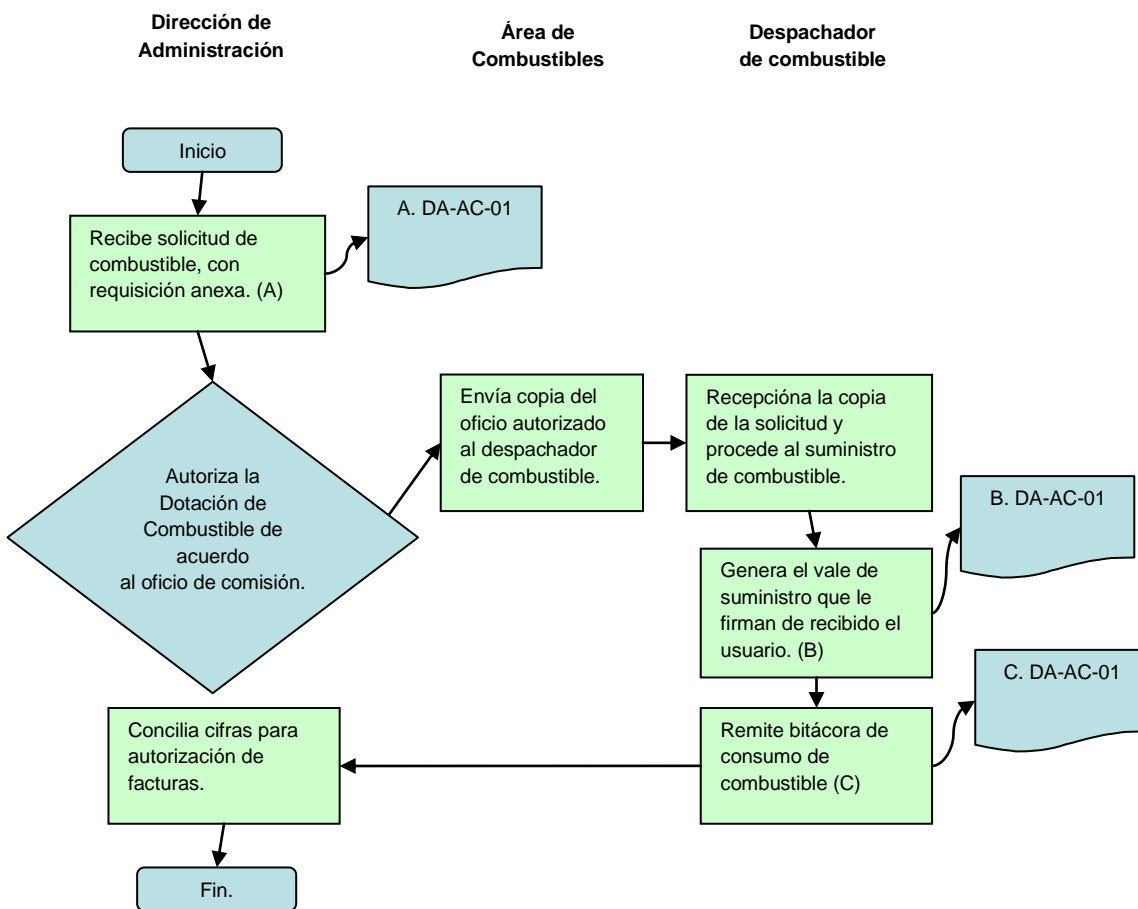 Dirección de
Administración
Área de
Combustibles
Despachador
de combustible
Inicio
Recibe solicitud de
combustible, con
requisición anexa. (A)
A. DA-AC-01
Autoriza la
Dotación de
Combustible de
acuerdo
al oficio de comisión.
Envía copia del
oficio autorizado
al despachador
de combustible.
Recepcióna la copia
de la solicitud y
procede al suministro
de combustible.
B. DA-AC-01
Genera el vale de
suministro que le
firman de recibido el
usuario. (B)
C. DA-AC-01
Remite bitácora de
consumo de
combustible (C)
Concilia cifras para
autorización de
facturas.
Fin.